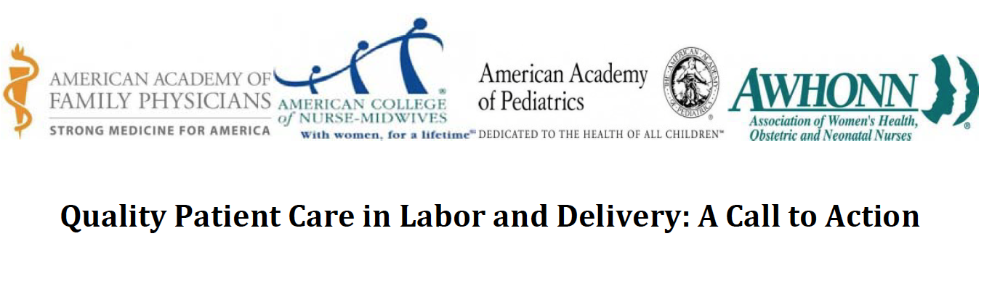 AMERICAN ACADEMY OF
FAMILY PHYSICIANS
STRONG MEDICINE FOR AMERICA
AMERICAN COLLEGE
of NURSE-MIDWIVES
With women, for a lifetime℠
American Academy
of Pediatrics
THE · AMERICAN · ACADEMY · OF · PEDIATRICS ·
DEDICATED TO THE HEALTH OF ALL CHILDREN™
AWHONN
Association of Women's Health,
Obstetric and Neonatal Nurses
Quality Patient Care in Labor and Delivery: A Call to Action